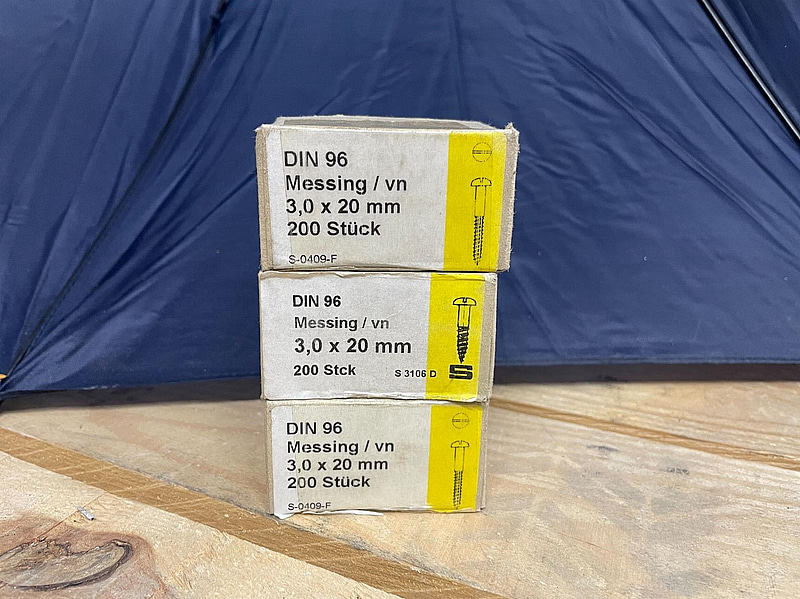 DIN 96
Messing / vn
3,0 x 20 mm
200 Stück
S-0409-F
DIN 96
Messing / vn
3,0 x 20 mm
200 Stck
S 3106 D
S
DIN 96
Messing / vn
3,0 x 20 mm
200 Stück
S-0409-F